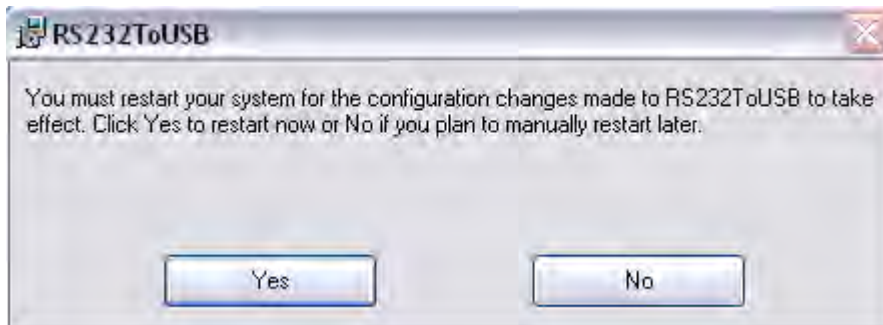 RS232ToUSB
You must restart your system for the configuration changes made to RS232ToUSB to take
effect. Click Yes to restart now or No if you plan to manually restart later.
Yes No